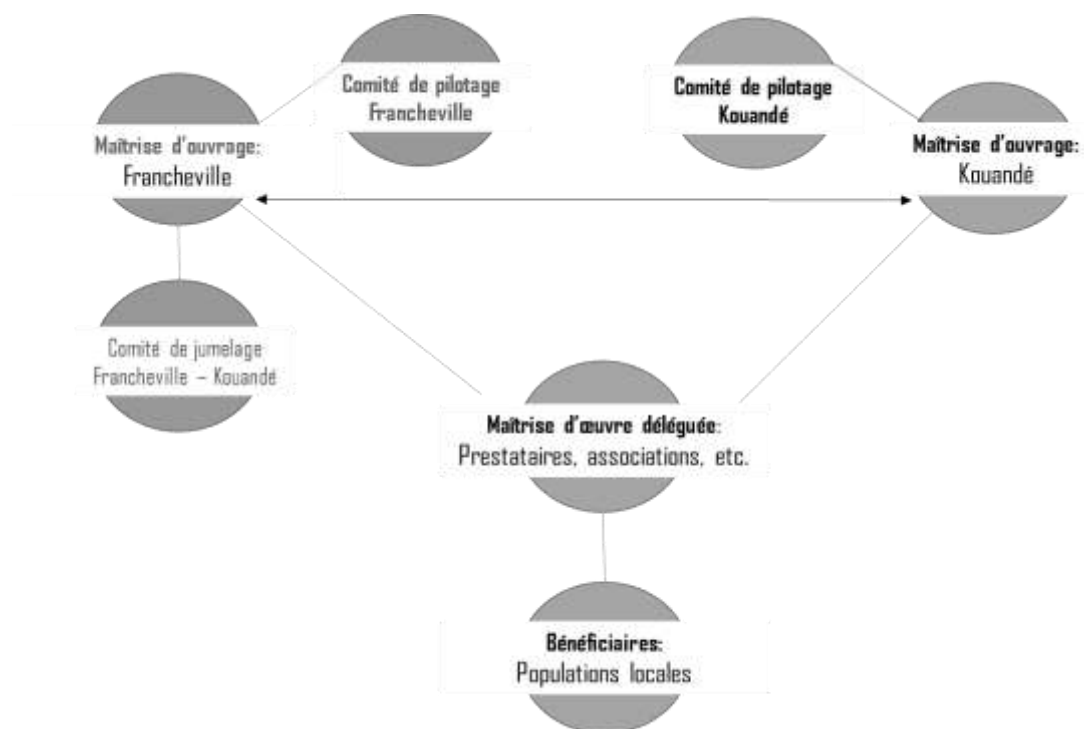 Comité de pilotage
Francheville
Comité de pilotage
Kouandé
Maîtrise d'ouvrage:
Francheville
Maîtrise d'ouvrage:
Kouandé
Comité de jumelage
Francheville – Kouandé
Maîtrise d'œuvre déléguée:
Prestataires, associations, etc.
Bénéficiaires:
Populations locales